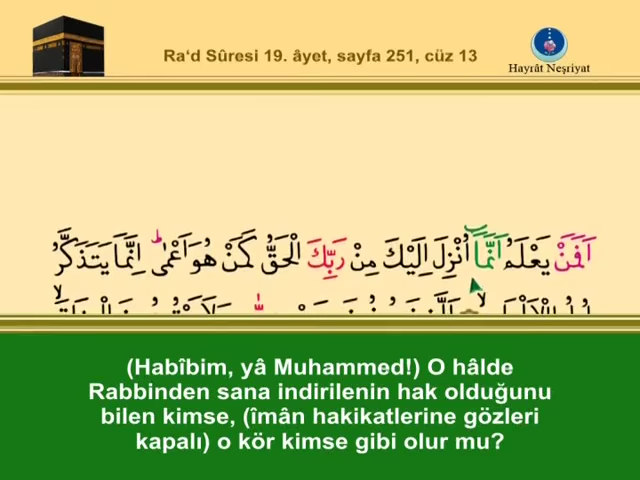 Ra‘d Sûresi 19. âyet, sayfa 251, cüz 13
Hayrât Neşriyat
اَفَمَنْ يَعْلَمُ اَنَّمَٓا اُنْزِلَ اِلَيْكَ مِنْ رَبِّكَ الْحَقُّ كَمَنْ هُوَ اَعْمٰىۜ اِنَّمَا يَتَذَكَّرُ
(Habîbim, yâ Muhammed!) O hâlde
Rabbinden sana indirilenin hak olduğunu
bilen kimse, (îmân hakikatlerine gözleri
kapalı) o kör kimse gibi olur mu?